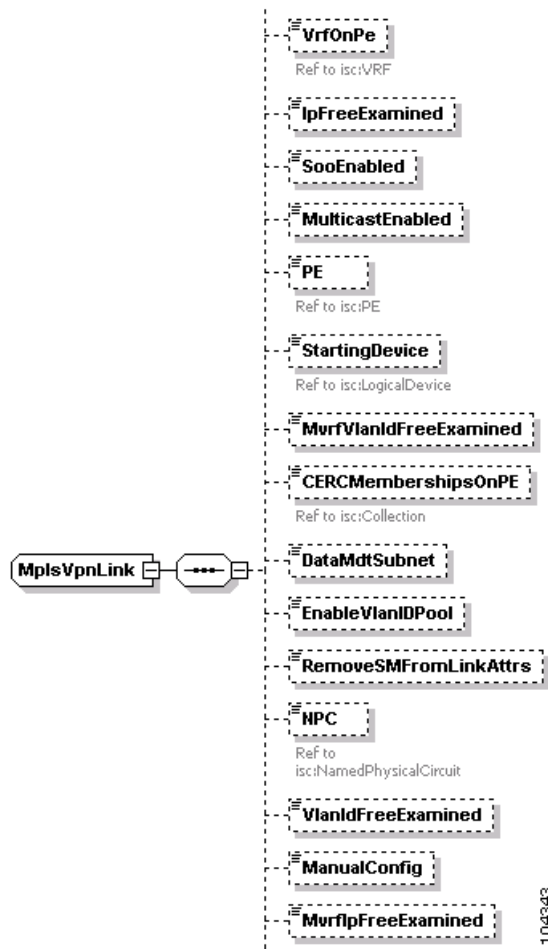 VrfOnPe
Ref to isc:VRF
IpFreeExamined
SooEnabled
MulticastEnabled
PE
Ref to isc:PE
StartingDevice
Ref to isc:LogicalDevice
MvrfVlanIdFreeExamined
CERCMembershipsOnPE
Ref to isc:Collection
MplsVpnLink
DataMdtSubnet
EnableVlanIDPool
RemoveSMFromLinkAttrs
NPC
Ref to
isc:NamedPhysicalCircuit
VlanIdFreeExamined
ManualConfig
MvrfIpFreeExamined
104343